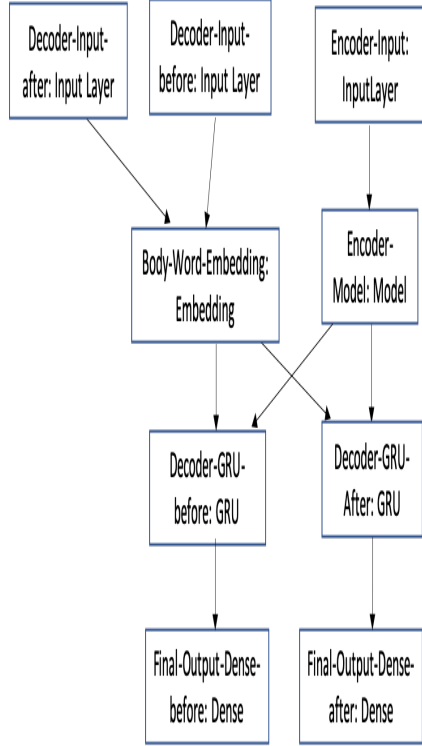 Decoder-Input-
after: Input Layer
Decoder-Input-
before: Input Layer
Encoder-Input:
InputLayer
Body-Word-Embedding:
Embedding
Encoder-
Model: Model
Decoder-GRU-
before: GRU
Decoder-GRU-
After: GRU
Final-Output-Dense-
before: Dense
Final-Output-Dense-
after: Dense